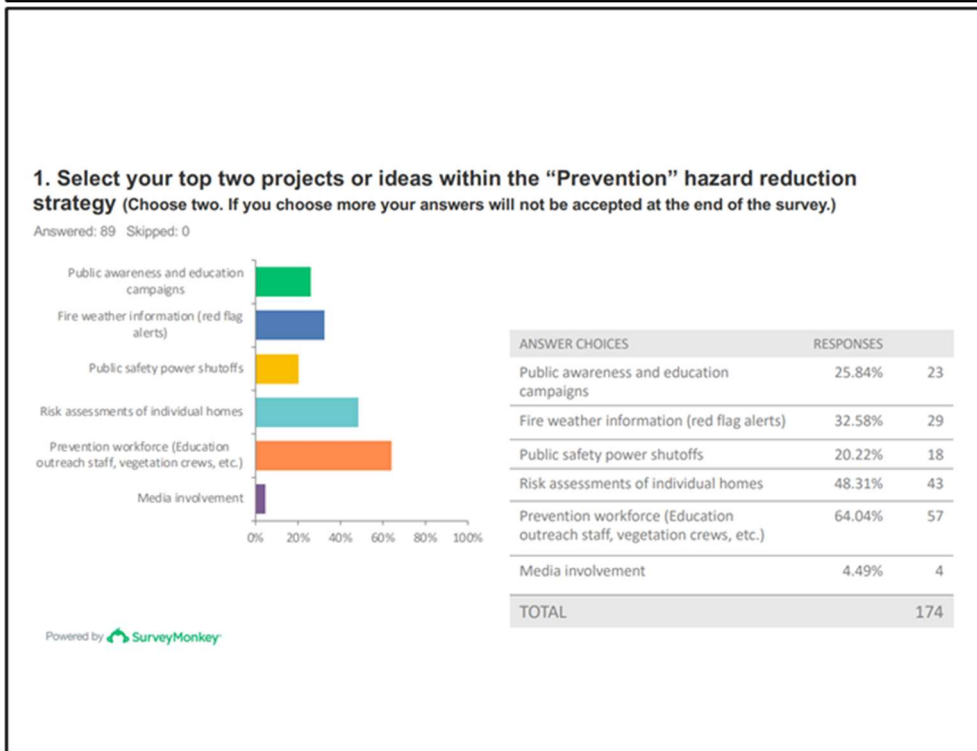 1. Select your top two projects or ideas within the “Prevention” hazard reduction
strategy (Choose two. If you choose more your answers will not be accepted at the end of the survey.)
Answered: 89 Skipped: 0
Public awareness and education
campaigns
Fire weather information (red flag
alerts)
Public safety power shutoffs
Risk assessments of individual homes
Prevention workforce (Education
outreach staff, vegetation crews, etc.)
Media involvement
0% 20% 40% 60% 80% 100%
ANSWER CHOICES RESPONSES
Public awareness and education 25.84% 23
campaigns
Fire weather information (red flag alerts) 32.58% 29
Public safety power shutoffs 20.22% 18
Risk assessments of individual homes 48.31% 43
Prevention workforce (Education 64.04% 57
outreach staff, vegetation crews, etc.)
Media involvement 4.49% 4
TOTAL 174
Powered by SurveyMonkey